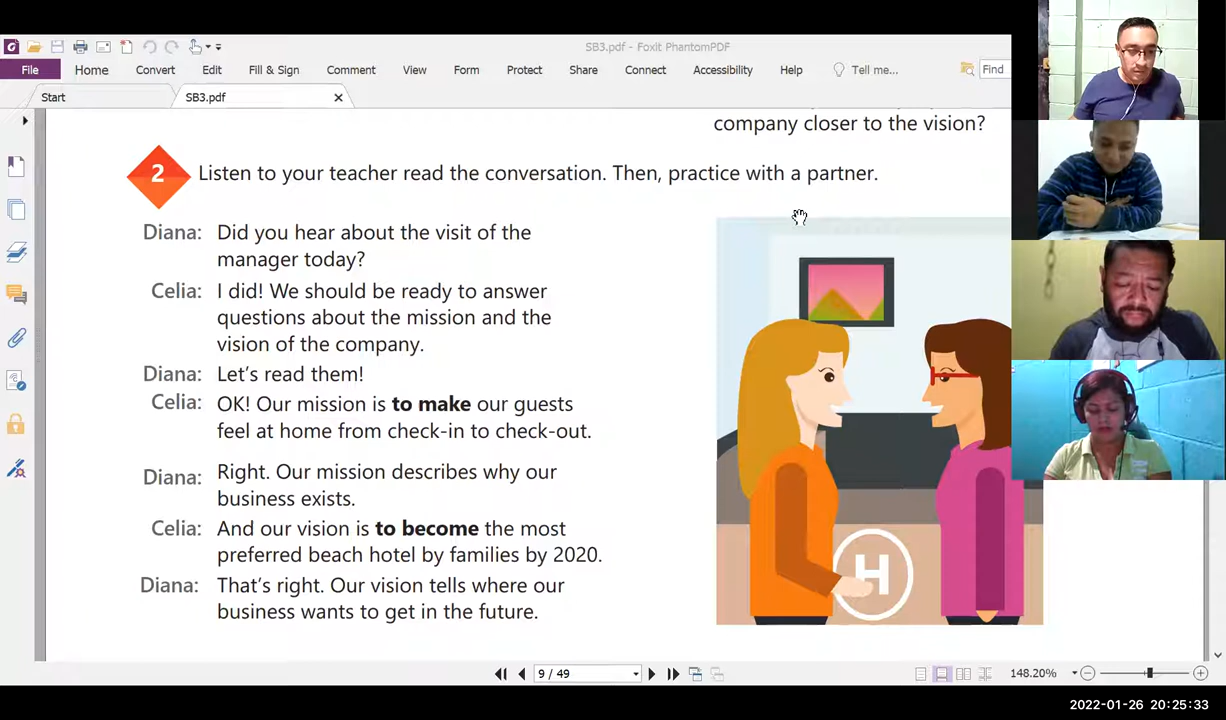 SB3.pdf - Foxit PhantomPDF
File Home Convert Edit Fill & Sign Comment View Form Protect Share Connect Accessibility Help Tell me... Find
Start SB3.pdf
company closer to the vision?
2 Listen to your teacher read the conversation. Then, practice with a partner.
Diana: Did you hear about the visit of the
manager today?
Celia: I did! We should be ready to answer
questions about the mission and the
vision of the company.
Diana: Let's read them!
Celia: OK! Our mission is to make our guests
feel at home from check-in to check-out.
Diana: Right. Our mission describes why our
business exists.
Celia: And our vision is to become the most
preferred beach hotel by families by 2020.
Diana: That's right. Our vision tells where our
business wants to get in the future.
H
9 / 49 148.20%
2022-01-26 20:25:33